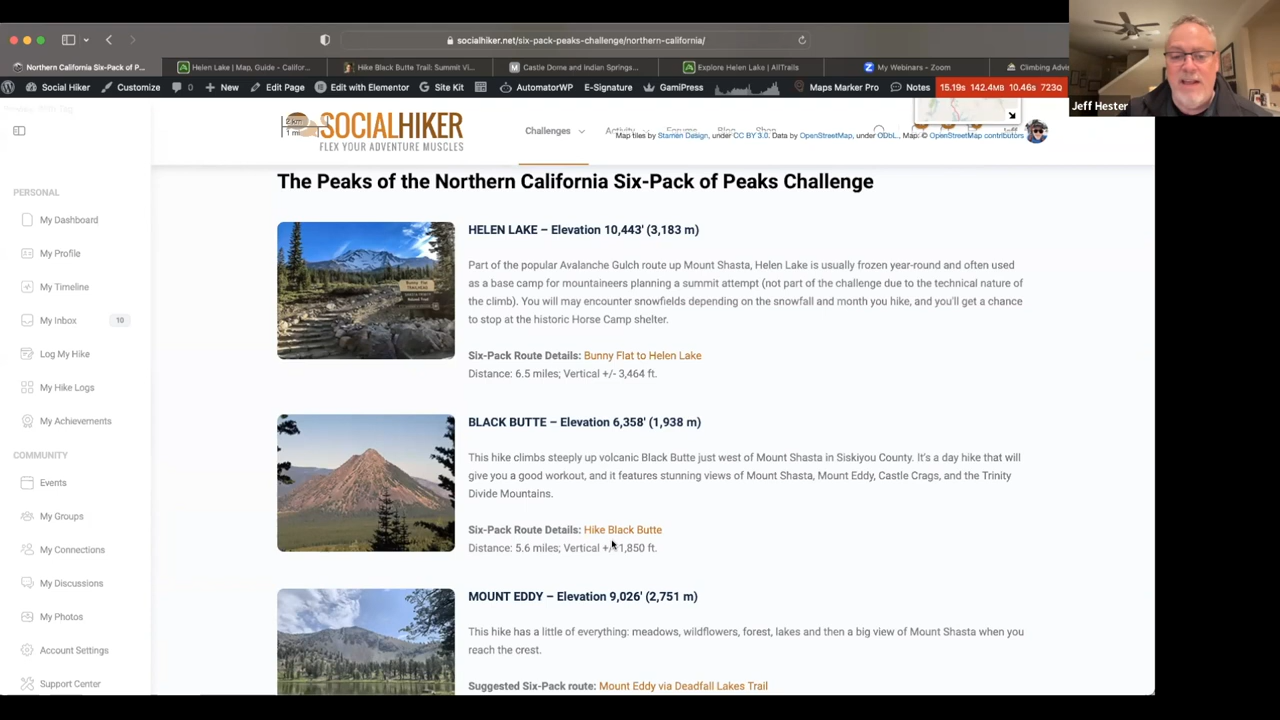 socialhiker.net/six-pack-peaks-challenge/northern-california/
Northern California Six-Pack of P...
Helen Lake | Map, Guide - Califor...
Hike Black Butte Trail: Summit Vi...
Castle Dome and Indian Springs...
Explore Helen Lake | AllTrails
My Webinars - Zoom
Climbing Advi
Social Hiker
Customize
0
New
Edit Page
Edit with Elementor
Site Kit
AutomatorWP
E-Signature
GamiPress
Maps Marker Pro
Notes
15.19s 142.4MB 10.46s 723Q
Jeff Hester
2 km
1 mi
SOCIALHIKER
FLEX YOUR ADVENTURE MUSCLES
Challenges
Activity
Forums
Blog
Shop
Map tiles by Stamen Design, under CC BY 3.0. Data by OpenStreetMap, under ODbL., Map: © OpenStreetMap contributors
PERSONAL
My Dashboard
My Profile
My Timeline
My Inbox 10
Log My Hike
My Hike Logs
My Achievements
COMMUNITY
Events
My Groups
My Connections
My Discussions
My Photos
Account Settings
Support Center
The Peaks of the Northern California Six-Pack of Peaks Challenge
HELEN LAKE – Elevation 10,443' (3,183 m)
Part of the popular Avalanche Gulch route up Mount Shasta, Helen Lake is usually frozen year-round and often used
as a base camp for mountaineers planning a summit attempt (not part of the challenge due to the technical nature of
the climb). You will may encounter snowfields depending on the snowfall and month you hike, and you'll get a chance
to stop at the historic Horse Camp shelter.
Six-Pack Route Details: Bunny Flat to Helen Lake
Distance: 6.5 miles; Vertical +/- 3,464 ft.
BLACK BUTTE – Elevation 6,358' (1,938 m)
This hike climbs steeply up volcanic Black Butte just west of Mount Shasta in Siskiyou County. It's a day hike that will
give you a good workout, and it features stunning views of Mount Shasta, Mount Eddy, Castle Crags, and the Trinity
Divide Mountains.
Six-Pack Route Details: Hike Black Butte
Distance: 5.6 miles; Vertical +/- 1,850 ft.
MOUNT EDDY – Elevation 9,026' (2,751 m)
This hike has a little of everything: meadows, wildflowers, forest, lakes and then a big view of Mount Shasta when you
reach the crest.
Suggested Six-Pack route: Mount Eddy via Deadfall Lakes Trail